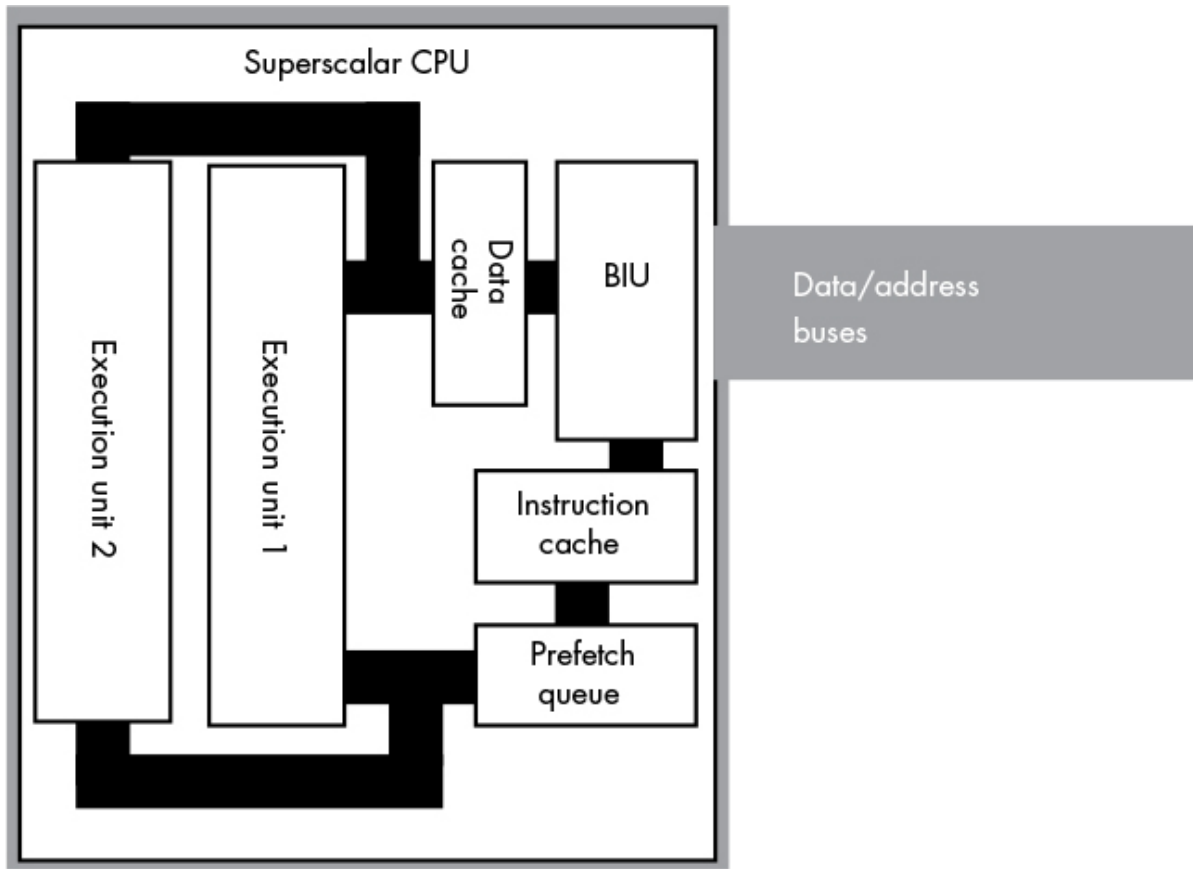 Superscalar CPU
Execution unit 2
Execution unit 1
Data
cache
BIU
Data/address
buses
Instruction
cache
Prefetch
queue